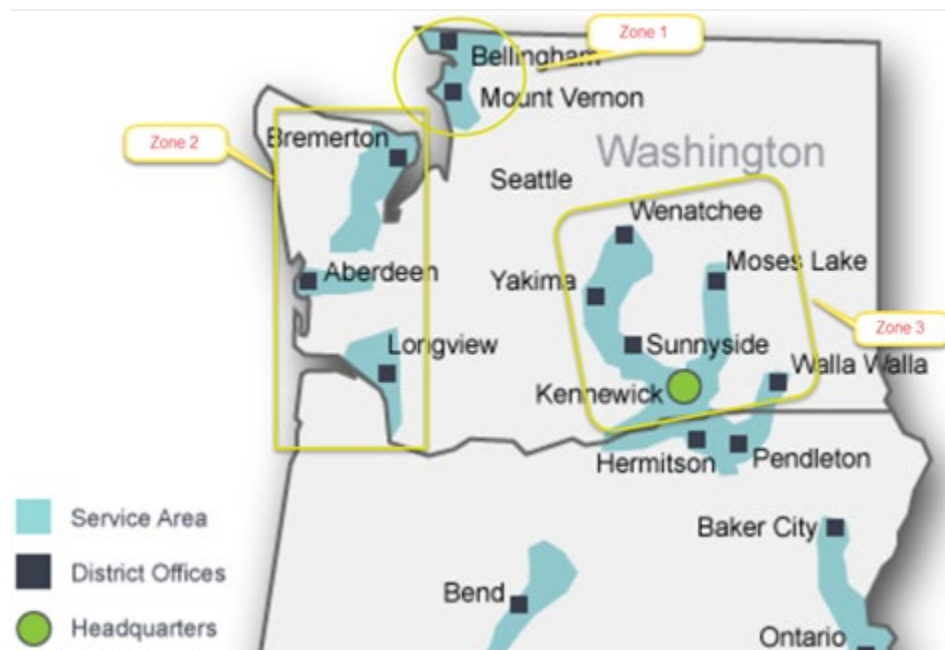 Zone 1
Bellingham
Mount Vernon
Zone 2
Bremerton
Washington
Seattle
Wenatchee
Aberdeen
Yakima
Moses Lake
Zone 3
Longview
Sunnyside
Walla Walla
Kennewick
Hermitson
Pendleton
Service Area
Baker City
District Offices
Bend
Headquarters
Ontario